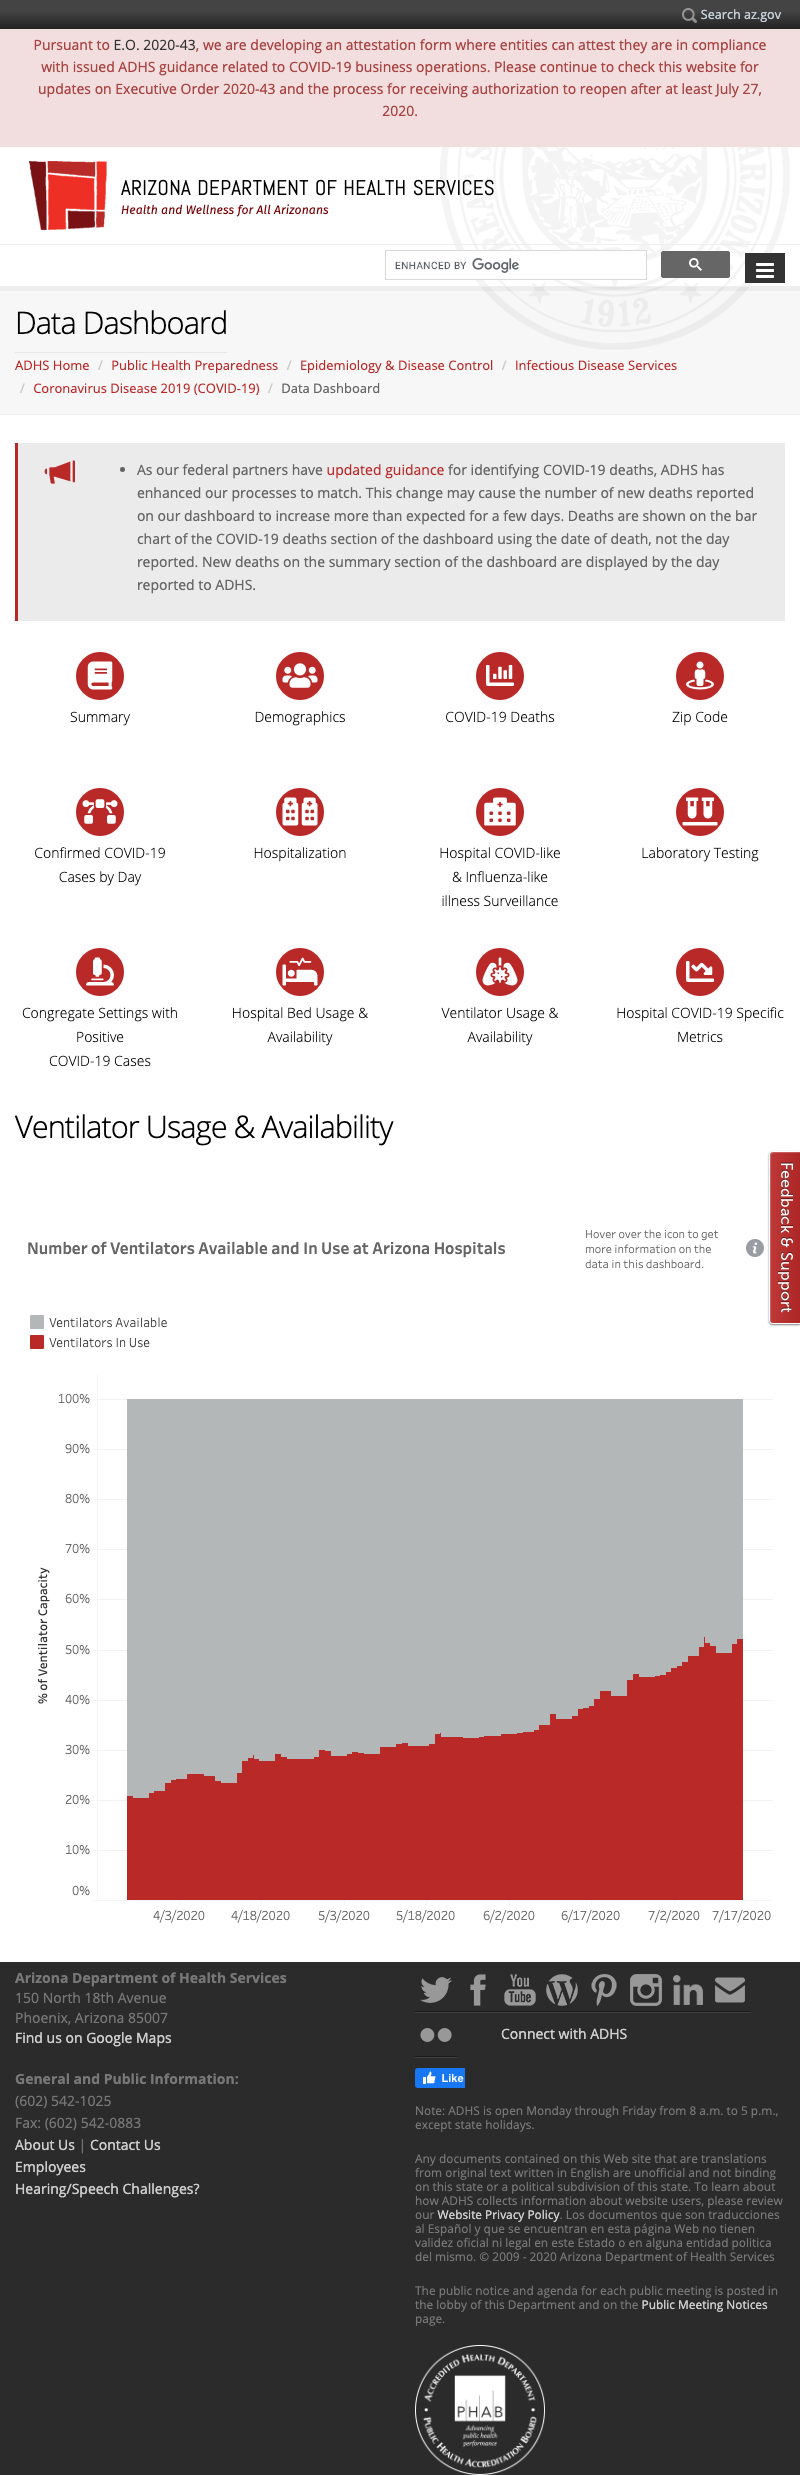 Search az.gov
Pursuant to E.O. 2020-43, we are developing an attestation form where entities can attest they are in compliance
with issued ADHS guidance related to COVID-19 business operations. Please continue to check this website for
updates on Executive Order 2020-43 and the process for receiving authorization to reopen after at least July 27,
2020.
ARIZONA DEPARTMENT OF HEALTH SERVICES
Health and Wellness for All Arizonans
ENHANCED BY Google
1912
Data Dashboard
ADHS Home / Public Health Preparedness / Epidemiology & Disease Control / Infectious Disease Services
/ Coronavirus Disease 2019 (COVID-19) / Data Dashboard
• As our federal partners have updated guidance for identifying COVID-19 deaths, ADHS has
enhanced our processes to match. This change may cause the number of new deaths reported
on our dashboard to increase more than expected for a few days. Deaths are shown on the bar
chart of the COVID-19 deaths section of the dashboard using the date of death, not the day
reported. New deaths on the summary section of the dashboard are displayed by the day
reported to ADHS.
Summary
Demographics
COVID-19 Deaths
Zip Code
Confirmed COVID-19
Cases by Day
Hospitalization
Hospital COVID-like
& Influenza-like
illness Surveillance
Laboratory Testing
Congregate Settings with
Positive
COVID-19 Cases
Hospital Bed Usage &
Availability
Ventilator Usage &
Availability
Hospital COVID-19 Specific
Metrics
Ventilator Usage & Availability
Feedback & Support
Number of Ventilators Available and In Use at Arizona Hospitals
Hover over the icon to get
more information on the
data in this dashboard.
Ventilators Available
Ventilators In Use
% of Ventilator Capacity
100%
90%
80%
70%
60%
50%
40%
30%
20%
10%
0%
4/3/2020 4/18/2020 5/3/2020 5/18/2020 6/2/2020 6/17/2020 7/2/2020 7/17/2020
Arizona Department of Health Services
150 North 18th Avenue
Phoenix, Arizona 85007
Find us on Google Maps
General and Public Information:
(602) 542-1025
Fax: (602) 542-0883
About Us | Contact Us
Employees
Hearing/Speech Challenges?
You
Tube
Connect with ADHS
Like
Note: ADHS is open Monday through Friday from 8 a.m. to 5 p.m.,
except state holidays.
Any documents contained on this Web site that are translations
from original text written in English are unofficial and not binding
on this state or a political subdivision of this state. To learn about
how ADHS collects information about website users, please review
our Website Privacy Policy. Los documentos que son traducciones
al Español y que se encuentran en esta página Web no tienen
validez oficial ni legal en este Estado o en alguna entidad politica
del mismo. © 2009 - 2020 Arizona Department of Health Services
The public notice and agenda for each public meeting is posted in
the lobby of this Department and on the Public Meeting Notices
page.
ACCREDITED HEALTH DEPARTMENT
PHAB
Advancing
public health
performance
PUBLIC HEALTH ACCREDITATION BOARD